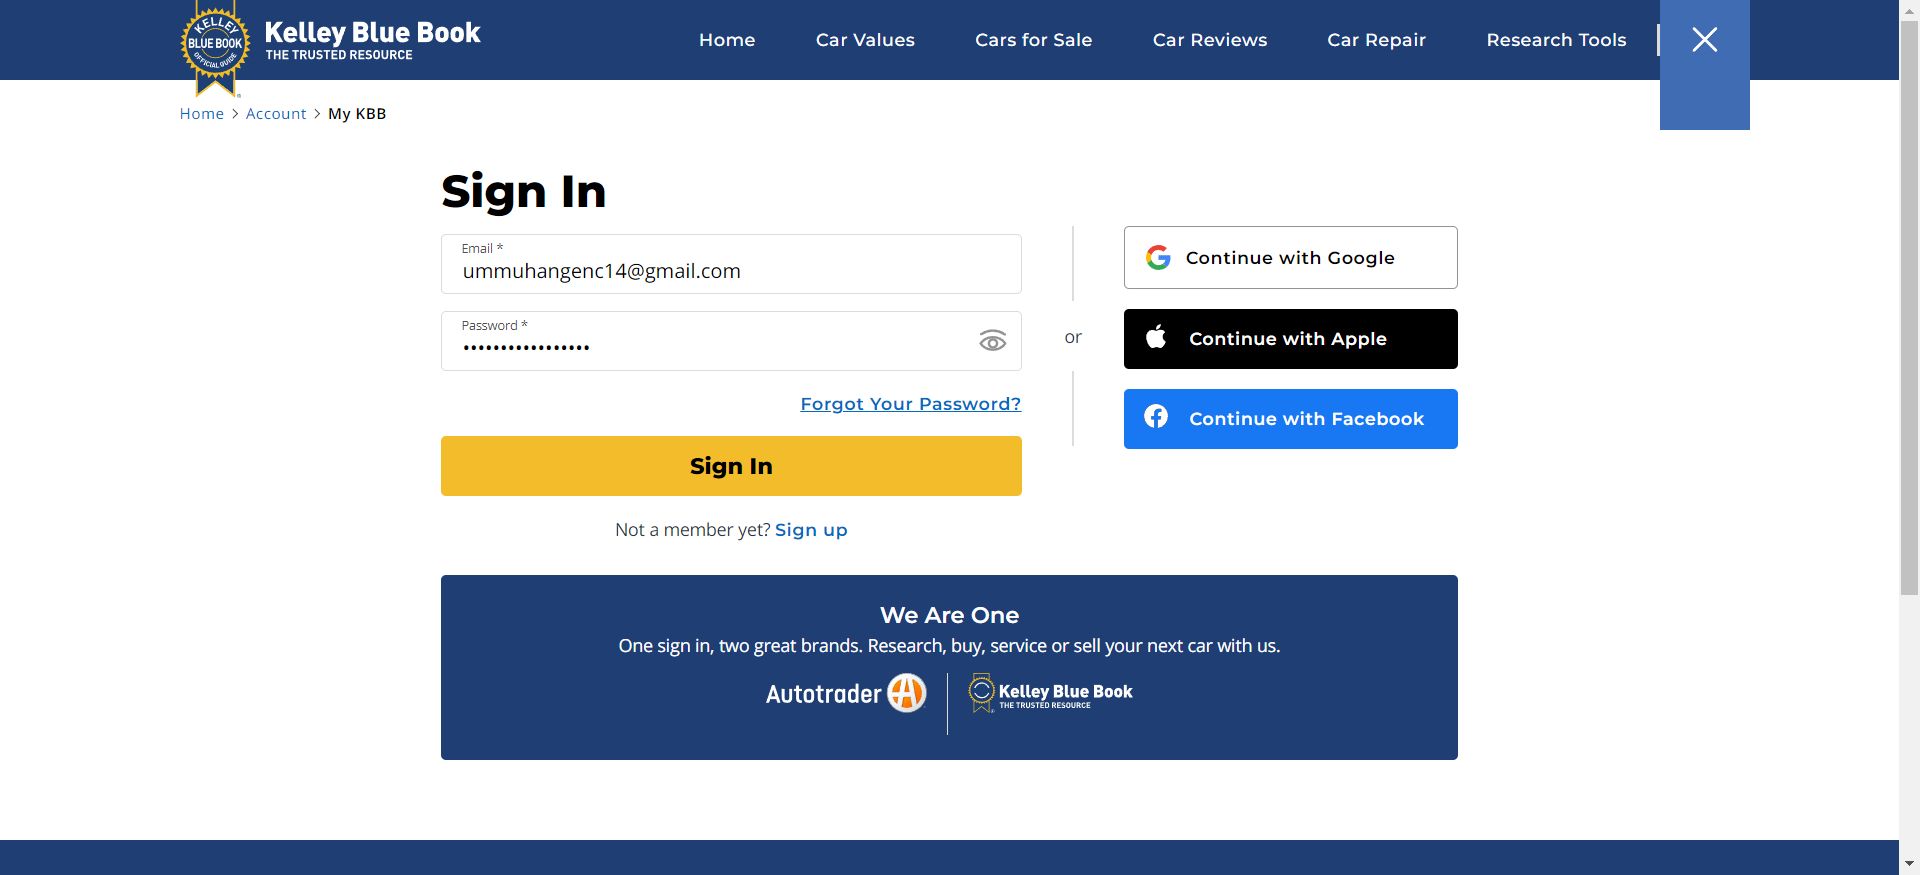 KELLEY
BLUE BOOK
OFFICIAL GUIDE
Kelley Blue Book
THE TRUSTED RESOURCE
Home
Car Values
Cars for Sale
Car Reviews
Car Repair
Research Tools
Home > Account > My KBB
Sign In
Email *
ummuhangenc14@gmail.com
Password *
•••••••••••••••••
Forgot Your Password?
Sign In
Not a member yet? Sign up
or
Continue with Google
Continue with Apple
Continue with Facebook
We Are One
One sign in, two great brands. Research, buy, service or sell your next car with us.
Autotrader
Kelley Blue Book
THE TRUSTED RESOURCE